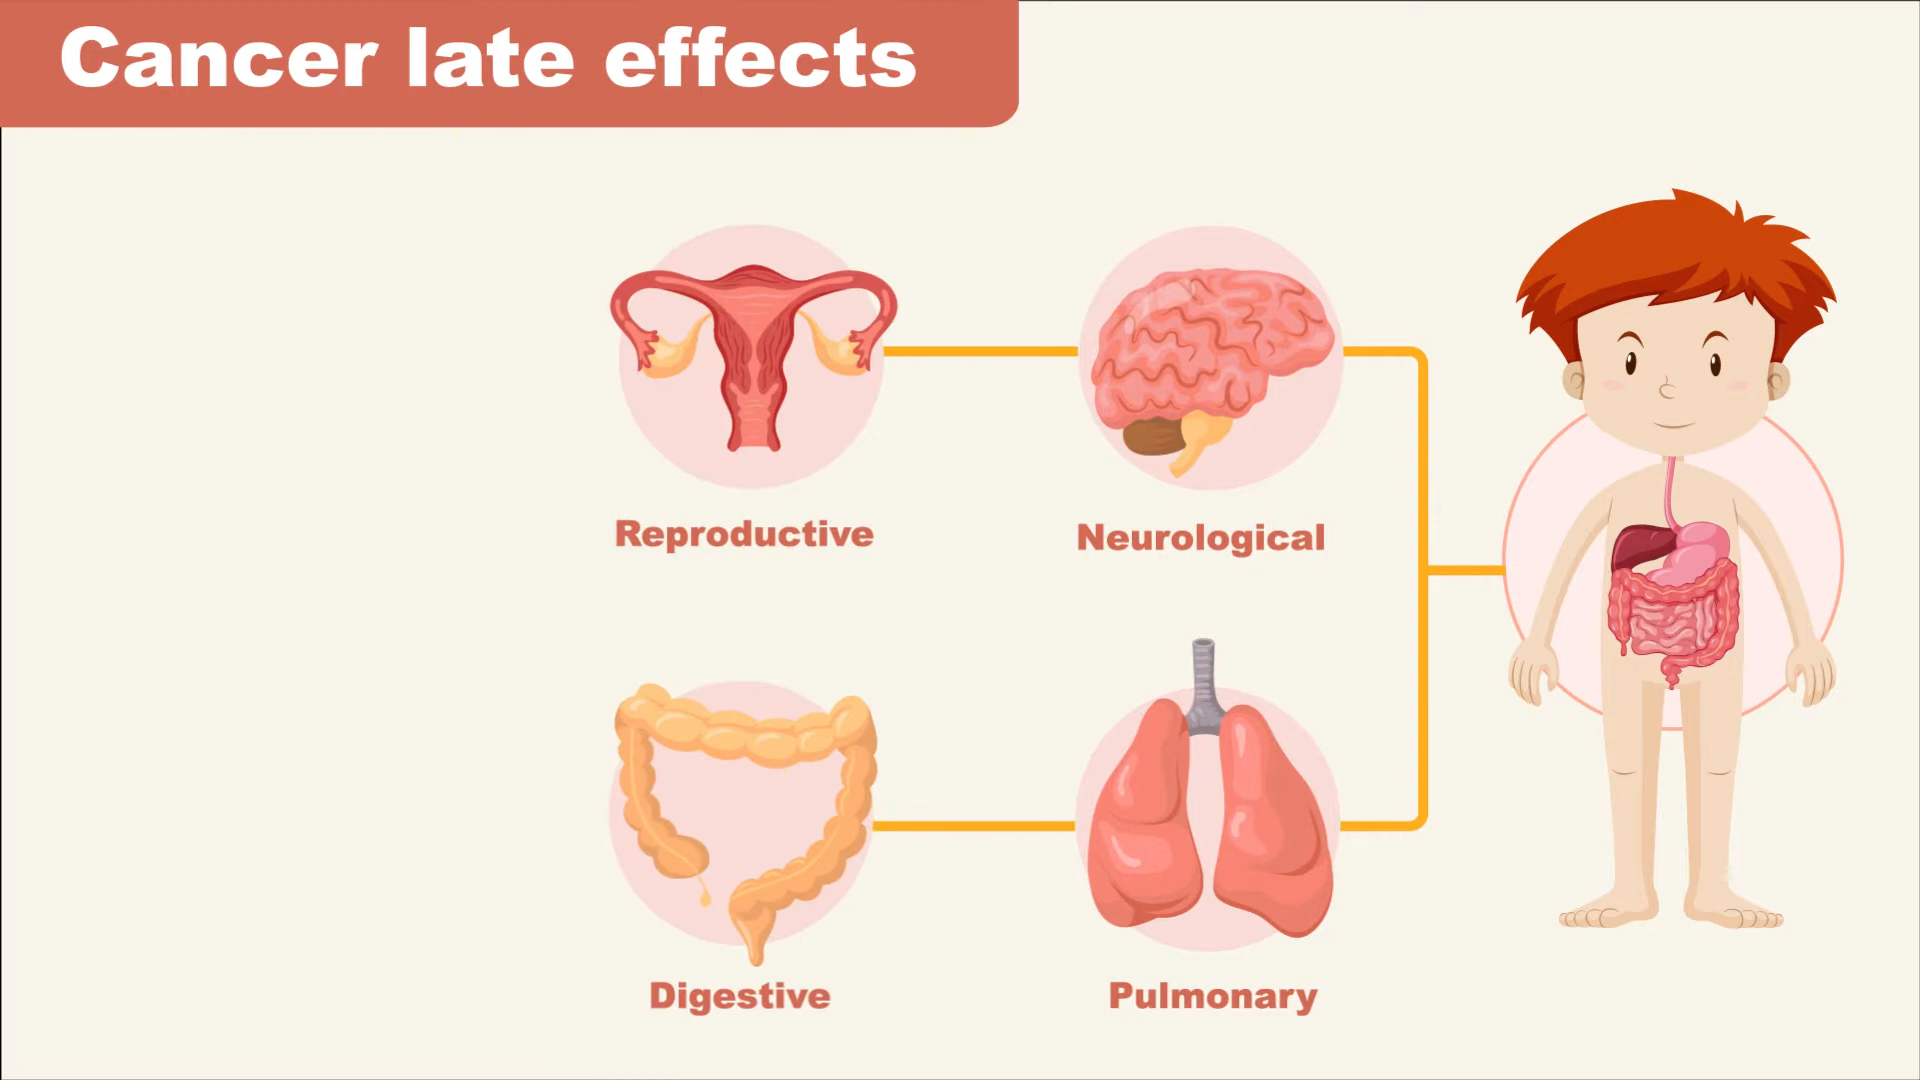 Cancer late effects
Reproductive
Neurological
Digestive
Pulmonary